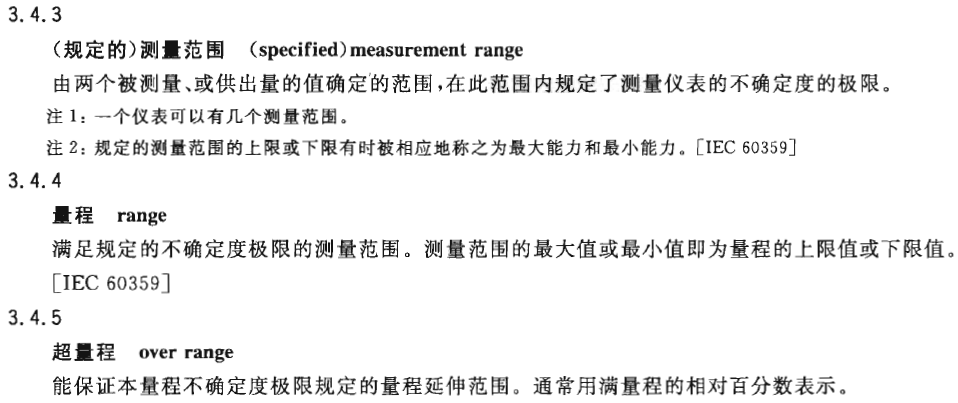 3.4.3
(规定的)测量范围 (specified)measurement range
由两个被测量、或供出量的值确定的范围,在此范围内规定了测量仪表的不确定度的极限。
注 1: 一个仪表可以有几个测量范围。
注 2: 规定的测量范围的上限或下限有时被相应地称之为最大能力和最小能力。[IEC 60359]
3.4.4
量程 range
满足规定的不确定度极限的测量范围。测量范围的最大值或最小值即为量程的上限值或下限值。
[IEC 60359]
3.4.5
超量程 over range
能保证本量程不确定度极限规定的量程延伸范围。通常用满量程的相对百分数表示。